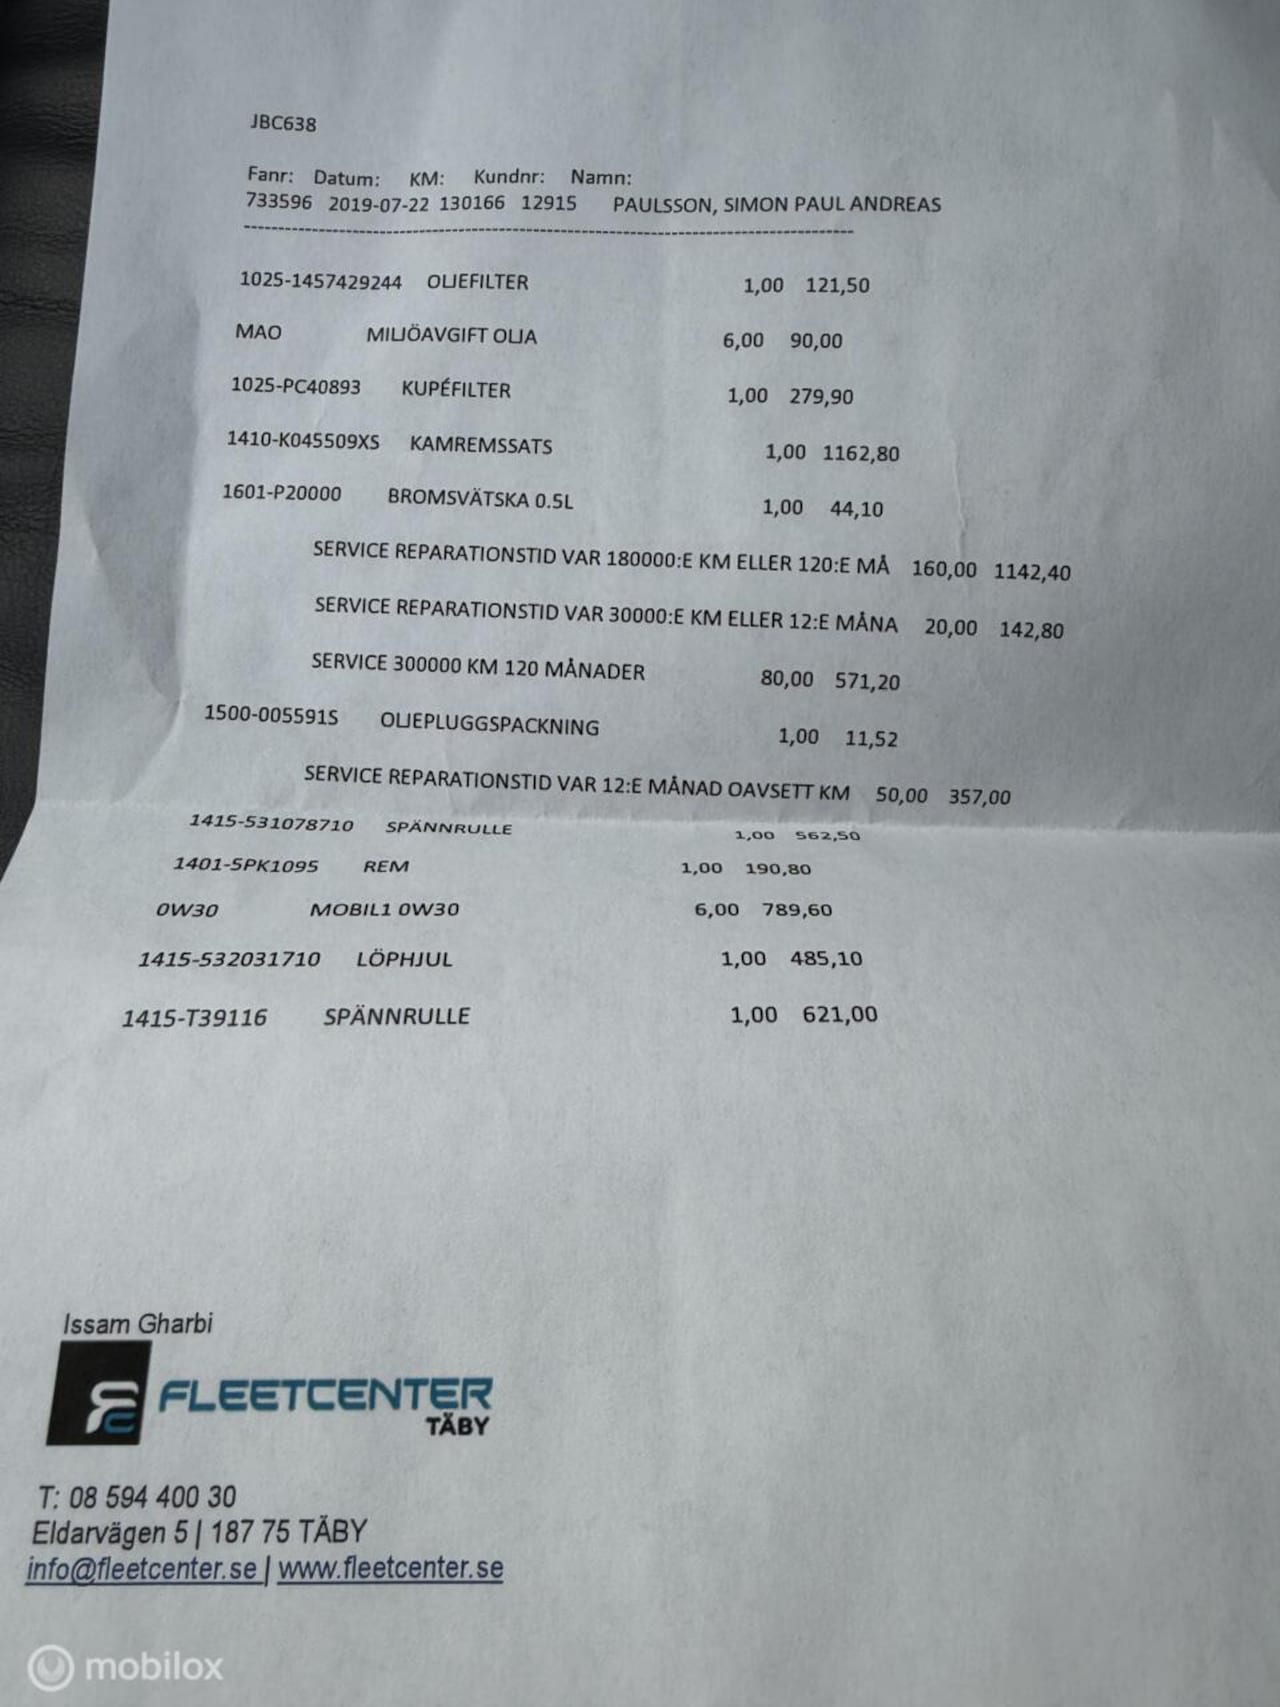 JBC638
Fanr: Datum: KM: Kundnr: Namn:
733596 2019-07-22 130166 12915 PAULSSON, SIMON PAUL ANDREAS
--------------------------------------------------------------------------------------------
1025-1457429244 OLJEFILTER 1,00 121,50
MAO MILJÖAVGIFT OLJA 6,00 90,00
1025-PC40893 KUPÉFILTER 1,00 279,90
1410-K045509XS KAMREMSSATS 1,00 1162,80
1601-P20000 BROMSVÄTSKA 0.5L 1,00 44,10
SERVICE REPARATIONSTID VAR 180000:E KM ELLER 120:E MÅ 160,00 1142,40
SERVICE REPARATIONSTID VAR 30000:E KM ELLER 12:E MÅNA 20,00 142,80
SERVICE 300000 KM 120 MÅNADER 80,00 571,20
1500-005591S OLJEPLUGGSPACKNING 1,00 11,52
SERVICE REPARATIONSTID VAR 12:E MÅNAD OAVSETT KM 50,00 357,00
1415-531078710 SPÄNNRULLE 1,00 562,50
1401-5PK1095 REM 1,00 190,80
0W30 MOBIL1 0W30 6,00 789,60
1415-532031710 LÖPHJUL 1,00 485,10
1415-T39116 SPÄNNRULLE 1,00 621,00
Issam Gharbi
FLEETCENTER
TÄBY
T: 08 594 400 30
Eldarvägen 5 | 187 75 TÄBY
info@fleetcenter.se | www.fleetcenter.se
mobilox